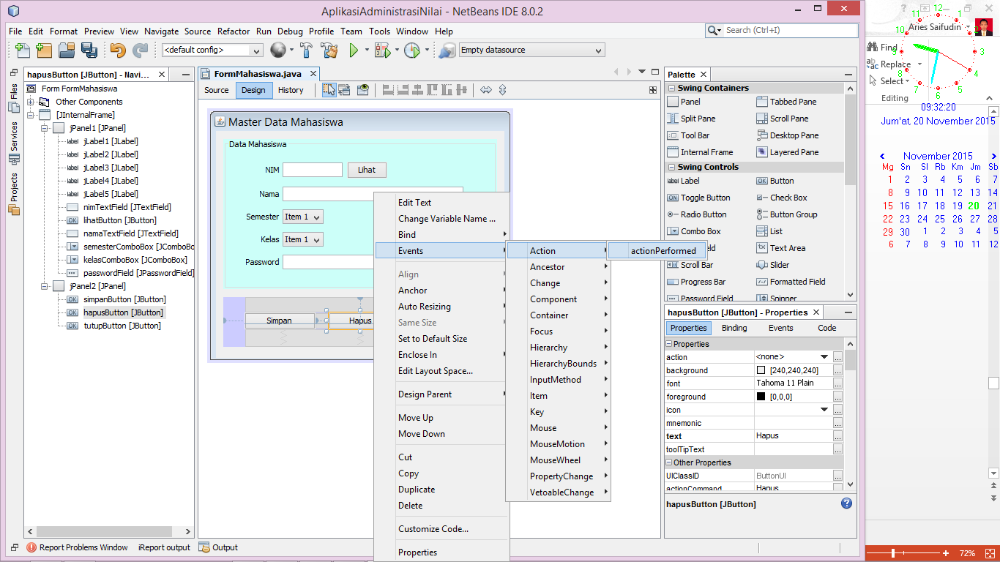 AplikasiAdministrasiNilai - NetBeans IDE 8.0.2
File Edit Format Preview View Navigate Source Refactor Run Debug Profile Team Tools Window Help
Search (Ctrl+I)
<default config>
Empty datasource
Files
Services
Projects
hapusButton [JButton] - Navi...
Form FormMahasiswa
Other Components
[JInternalFrame]
jPanel1 [JPanel]
label jLabel1 [JLabel]
label jLabel2 [JLabel]
label jLabel3 [JLabel]
label jLabel4 [JLabel]
label jLabel5 [JLabel]
nimTextField [JTextField]
OK lihatButton [JButton]
namaTextField [JTextField]
semesterComboBox [JComboBox]
kelasComboBox [JComboBox]
passwordField [JPasswordField]
jPanel2 [JPanel]
OK simpanButton [JButton]
OK hapusButton [JButton]
OK tutupButton [JButton]
FormMahasiswa.java
Source Design History
Master Data Mahasiswa
Data Mahasiswa
NIM Lihat
Nama
Semester Item 1
Kelas Item 1
Password
Simpan Hapus
Edit Text
Change Variable Name ...
Bind
Events
Align
Anchor
Auto Resizing
Same Size
Set to Default Size
Enclose In
Edit Layout Space...
Design Parent
Move Up
Move Down
Cut
Copy
Duplicate
Delete
Customize Code...
Properties
Action
Ancestor
Change
Component
Container
Focus
Hierarchy
HierarchyBounds
InputMethod
Item
Key
Mouse
MouseMotion
MouseWheel
PropertyChange
VetoableChange
actionPerformed
Palette
Swing Containers
Panel Tabbed Pane
Split Pane Scroll Pane
Tool Bar Desktop Pane
Internal Frame Layered Pane
Swing Controls
label Label OK Button
ON Toggle Button Check Box
Radio Button Button Group
Combo Box List
Text Area
Scroll Bar Slider
Progress Bar Formatted Field
Password Field Spinner
hapusButton [JButton] - Properties
Properties Binding Events Code
Properties
action <none> ...
background [240,240,240] ...
font Tahoma 11 Plain ...
foreground [0,0,0] ...
icon ...
mnemonic ...
text Hapus ...
toolTipText ...
Other Properties
UIClassID ButtonUI ...
actionCommand Hapus ...
hapusButton [JButton]
Report Problems Window iReport output Output
Aries Saifudin
Find
Replace
Select
Editing
12
1
2
3
4
5
6
7
8
9
10
11
09:32:20
Jum'at, 20 November 2015
November 2015
Mg Sn Sl Rb Km Jm Sb
1 2 3 4 5 6 7
8 9 10 11 12 13 14
15 16 17 18 19 20 21
22 23 24 25 26 27 28
29 30 1 2 3 4 5
6 7 8 9 10 11 12
72%